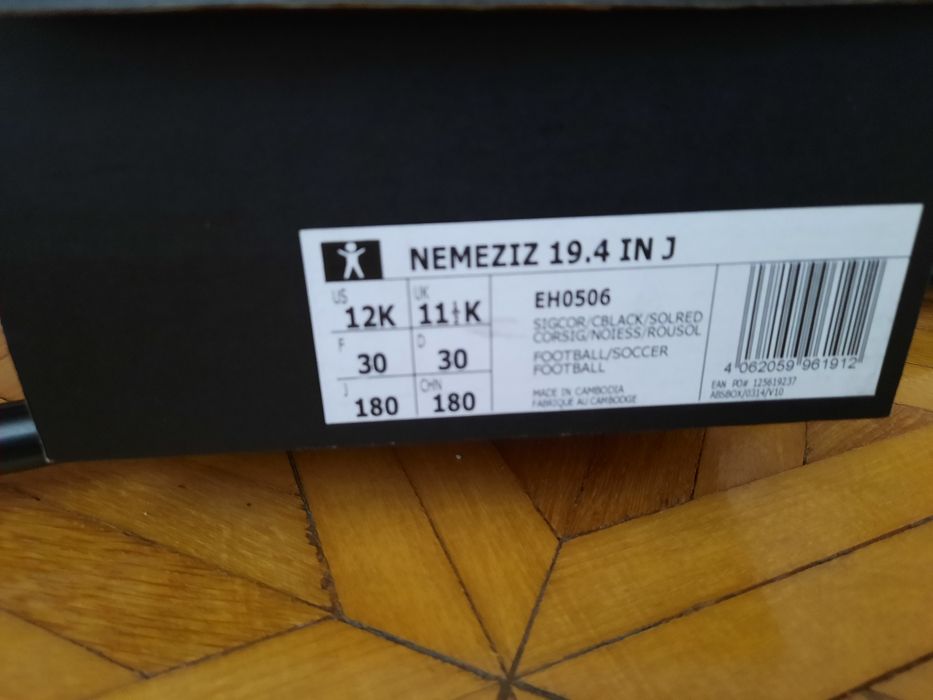 NEMEZIZ 19.4 IN J
US 12K UK 11½K
F 30 D 30
J 180 CHN 180
EH0506
SIGCOR/CBLACK/SOLRED
CORSIG/NOIESS/ROUSOL
FOOTBALL/SOCCER
FOOTBALL
MADE IN CAMBODIA
FABRIQUE AU CAMBODGE
4 062059 961912
EAN PO# 125619237
ABSBOX/0314/V10